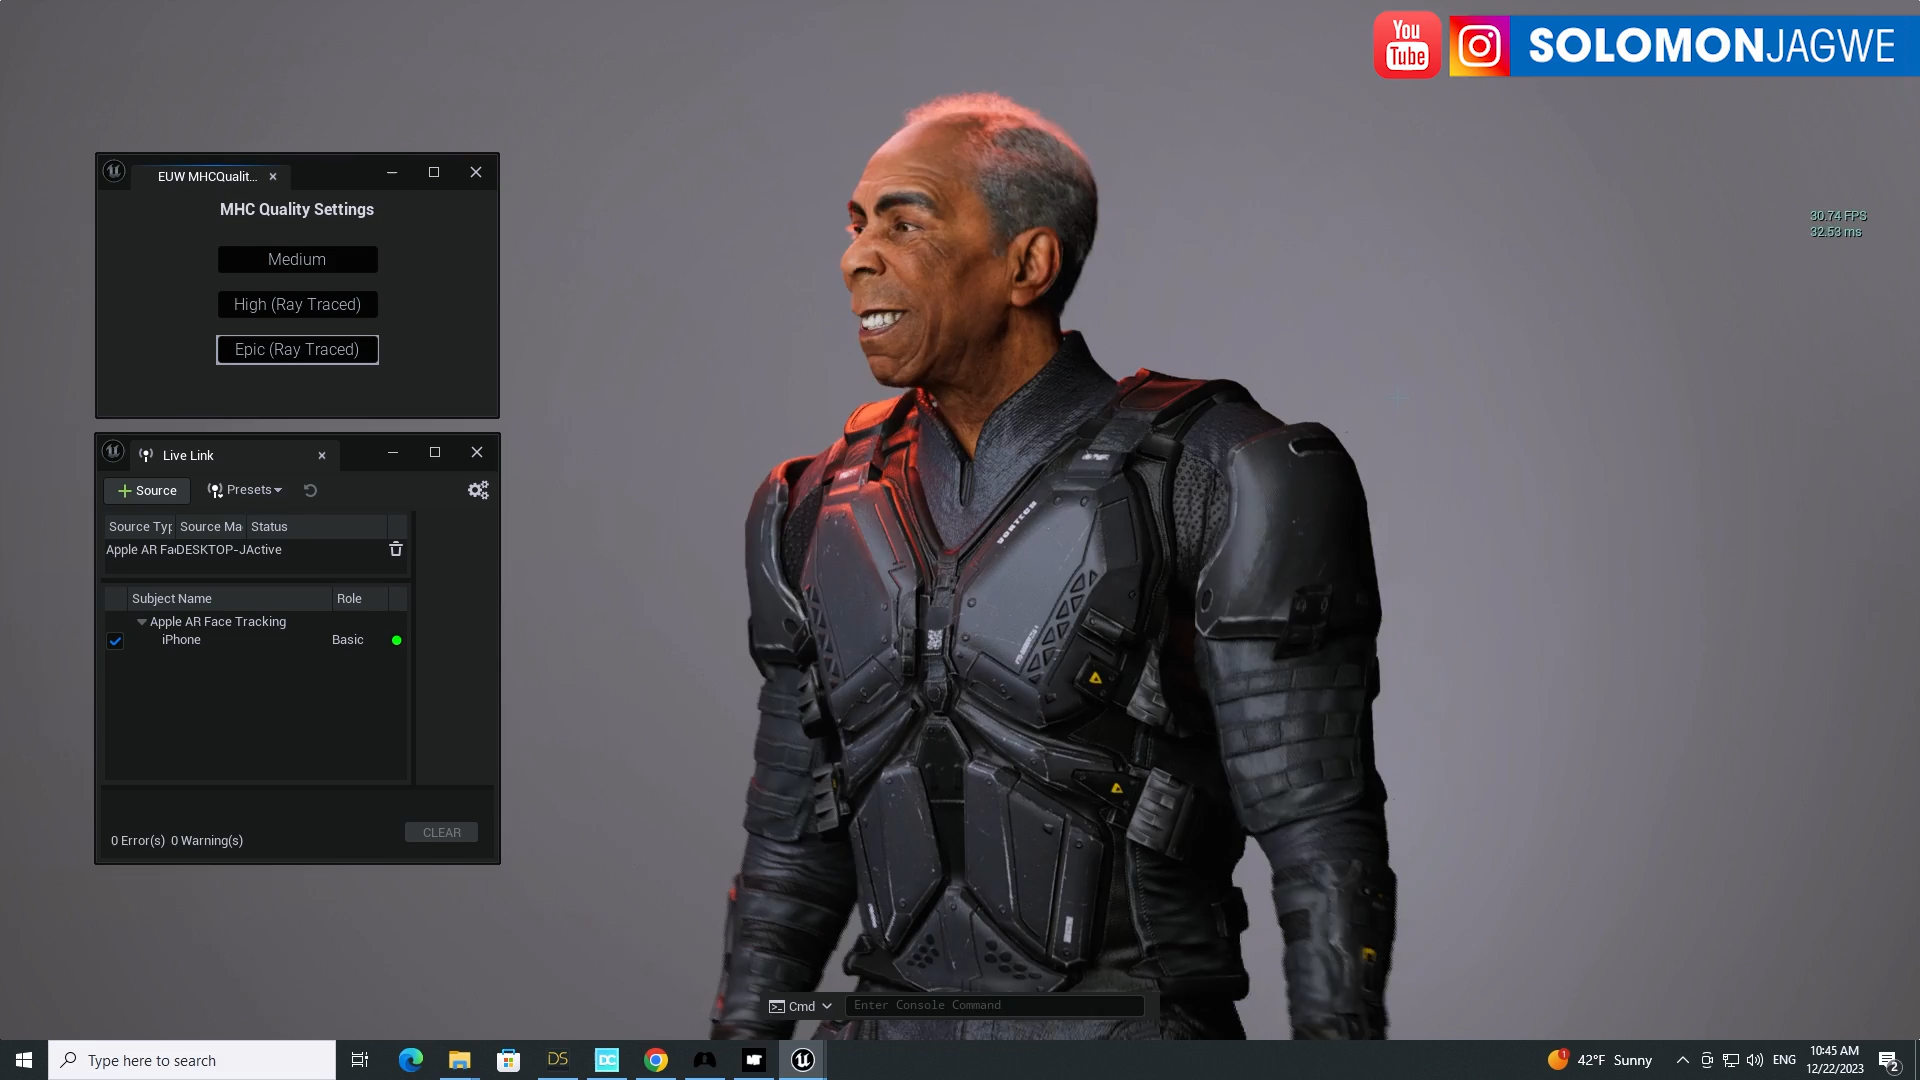 You
Tube
SOLOMONJAGWE
EUW MHCQualit...
MHC Quality Settings
Medium
High (Ray Traced)
Epic (Ray Traced)
30.74 FPS
32.53 ms
Live Link
Source
Presets
Source Typ Source Ma Status
Apple AR Fa DESKTOP-J Active
Subject Name Role
Apple AR Face Tracking
iPhone Basic
CLEAR
0 Error(s) 0 Warning(s)
VORTECH
Cmd Enter Console Command
Type here to search
DS
DC
1
42°F Sunny
ENG
10:45 AM
12/22/2023
2